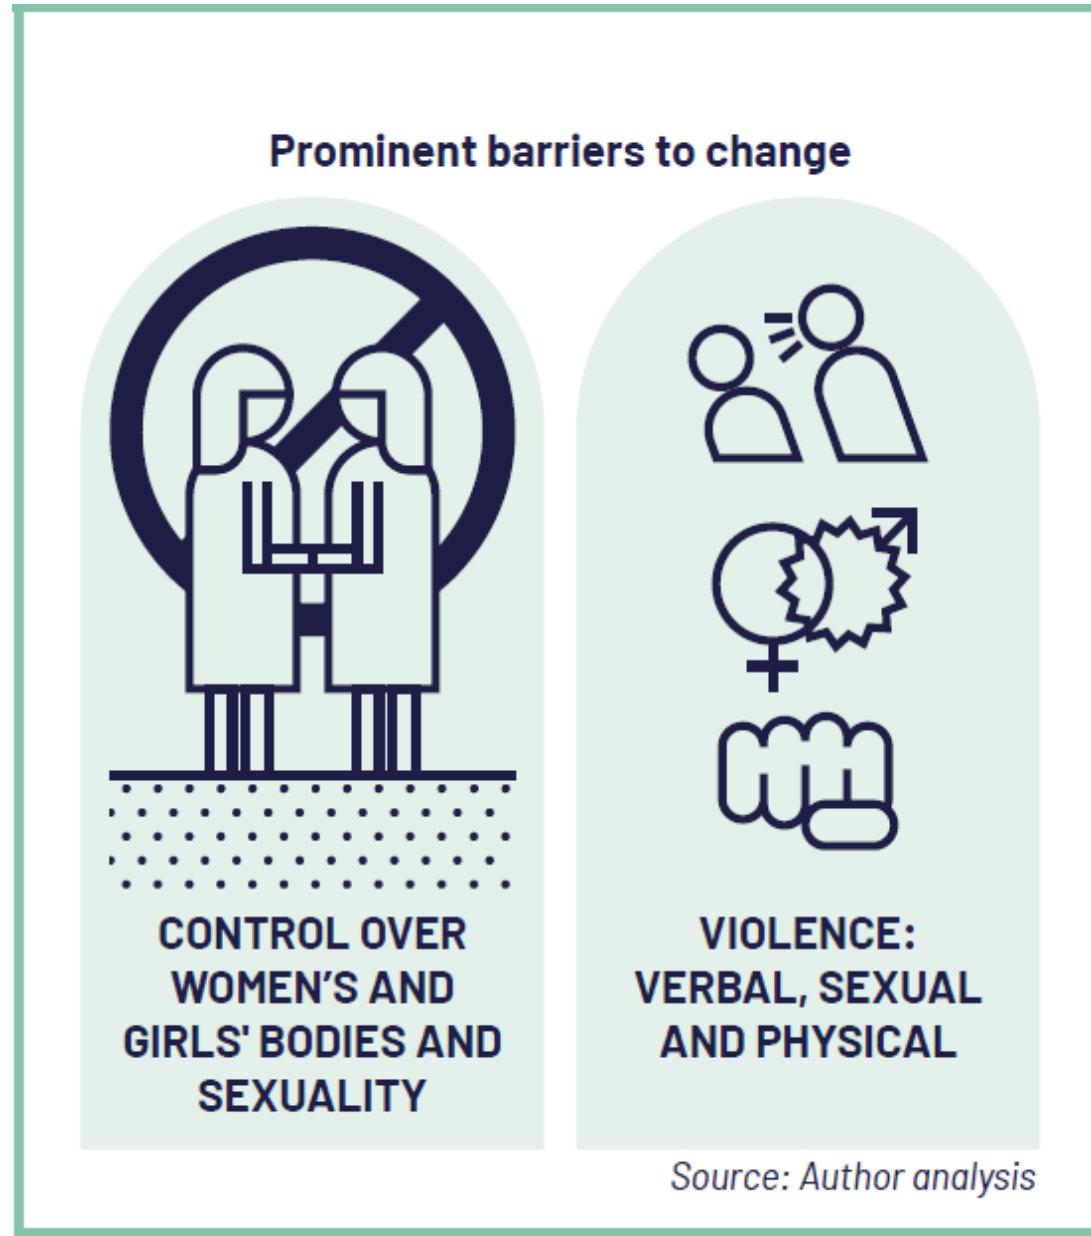 Prominent barriers to change
CONTROL OVER
WOMEN’S AND
GIRLS' BODIES AND
SEXUALITY
VIOLENCE:
VERBAL, SEXUAL
AND PHYSICAL
Source: Author analysis